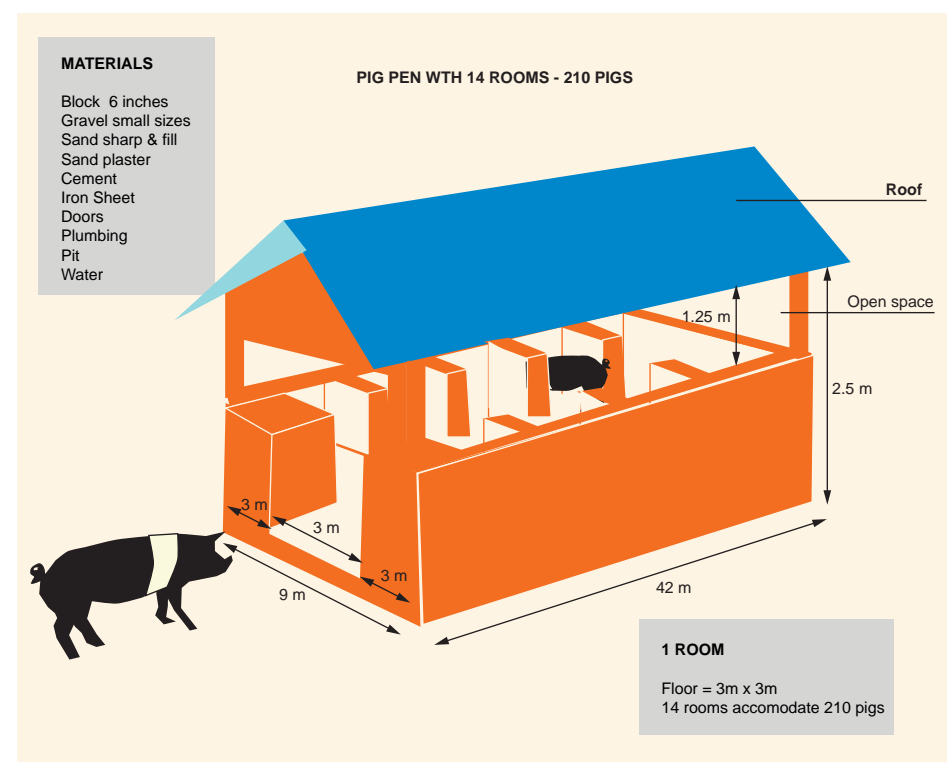 MATERIALS
Block 6 inches
Gravel small sizes
Sand sharp & fill
Sand plaster
Cement
Iron Sheet
Doors
Plumbing
Pit
Water
PIG PEN WTH 14 ROOMS - 210 PIGS
Roof
Open space
1.25 m
2.5 m
3 m
3 m
3 m
9 m
42 m
1 ROOM
Floor = 3m x 3m
14 rooms accomodate 210 pigs